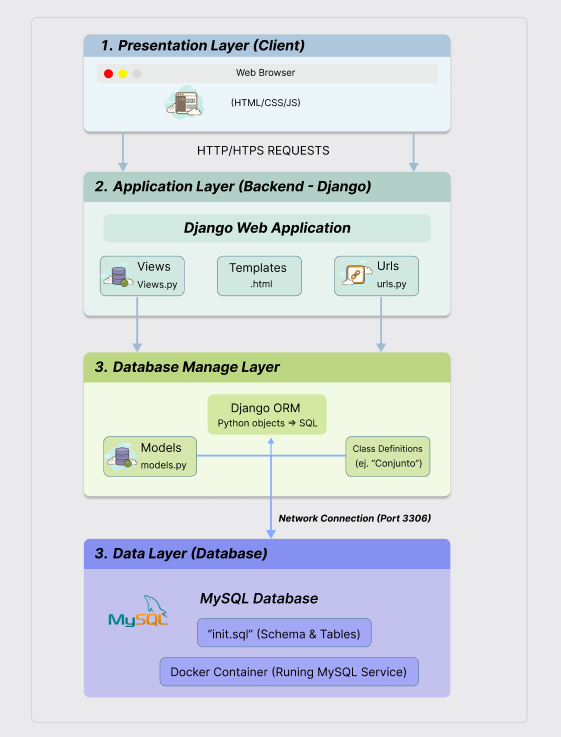 1. Presentation Layer (Client)
Web Browser
(HTML/CSS/JS)
HTTP/HTPS REQUESTS
2. Application Layer (Backend - Django)
Django Web Application
Views
Views.py
Templates
.html
Urls
urls.py
3. Database Manage Layer
Django ORM
Python objects ⇒ SQL
Models
models.py
Class Definitions
(ej. “Conjunto”)
Network Connection (Port 3306)
3. Data Layer (Database)
MySQL
MySQL Database
“init.sql” (Schema & Tables)
Docker Container (Runing MySQL Service)